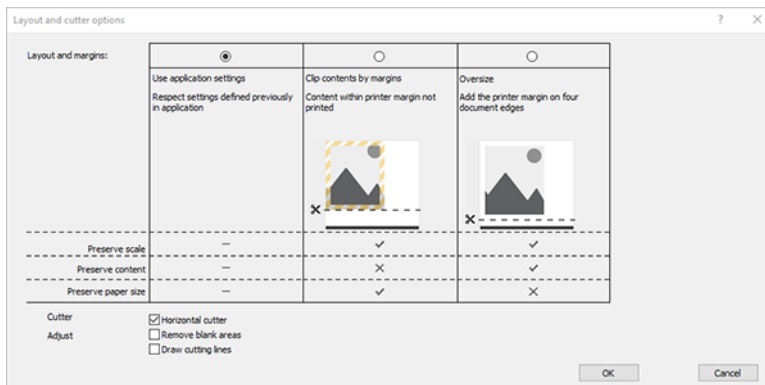 Layout and cutter options
Layout and margins:
Use application settings
Respect settings defined previously
in application
Clip contents by margins
Content within printer margin not
printed
Oversize
Add the printer margin on four
document edges
Preserve scale
Preserve content
Preserve paper size
Cutter
Horizontal cutter
Adjust
Remove blank areas
Draw cutting lines
OK
Cancel